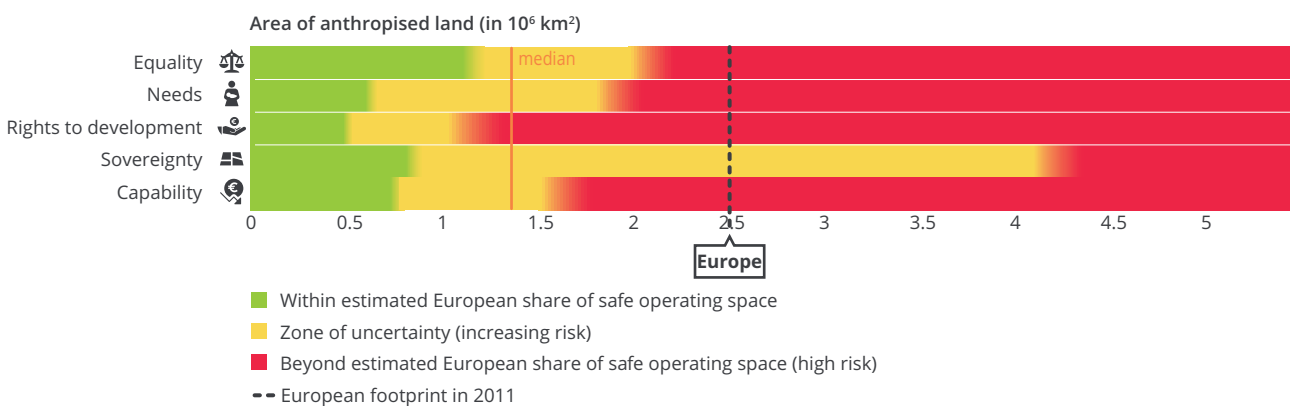 Area of anthropised land (in 10⁶ km²)
Equality
median
Needs
Rights to development
Sovereignty
Capability
0 0.5 1 1.5 2 2.5 3 3.5 4 4.5 5
Europe
Within estimated European share of safe operating space
Zone of uncertainty (increasing risk)
Beyond estimated European share of safe operating space (high risk)
European footprint in 2011